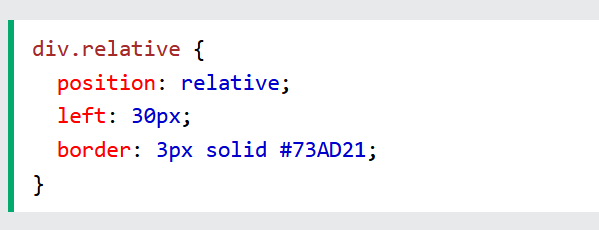 div.relative {
  position: relative;
  left: 30px;
  border: 3px solid #73AD21;
}